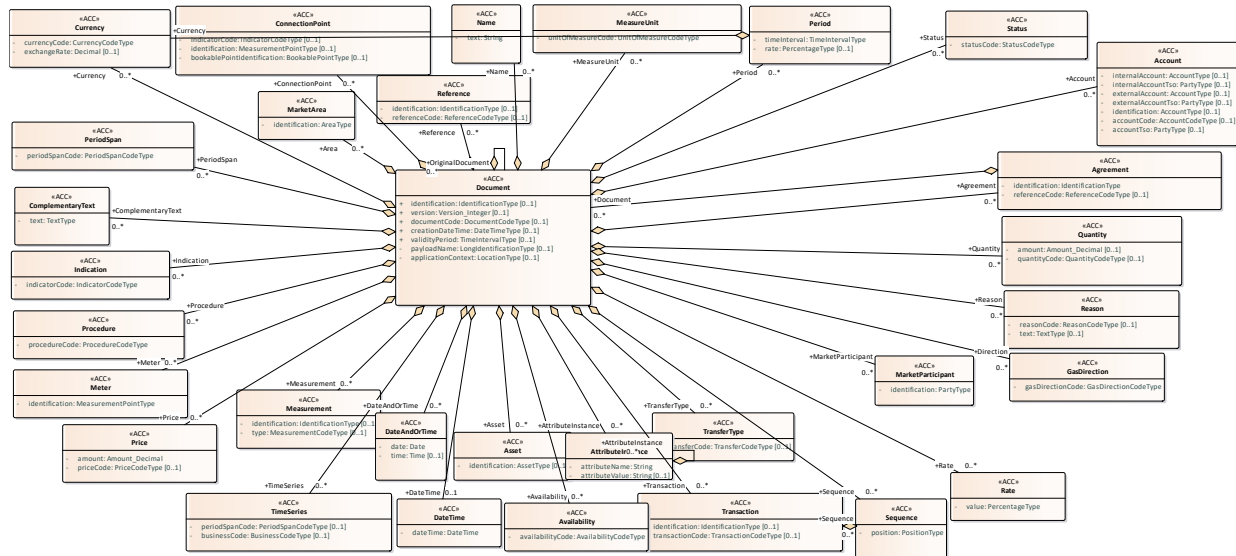 «ACC»
Currency
- currencyCode: CurrencyCodeType
- exchangeRate: Decimal [0..1]
+Currency
0..*
+Currency
«ACC»
ConnectionPoint
indicatorCode: IndicatorCodeType [0..1]
- identification: MeasurementPointType [0..1]
- bookablePointIdentification: BookablePointType [0..1]
+ConnectionPoint 0..*
«ACC»
Name
text: String
+Name
0..*
«ACC»
MeasureUnit
unitOfMeasureCode: UnitOfMeasureCodeType
+MeasureUnit
0..*
«ACC»
Period
- timeInterval: TimeIntervalType
- rate: PercentageType [0..1]
+Period
0..*
«ACC»
Status
- statusCode: StatusCodeType
+Status
0..*
«ACC»
Account
- internalAccount: AccountType [0..1]
- internalAccountTso: PartyType [0..1]
- externalAccount: AccountType [0..1]
- externalAccountTso: PartyType [0..1]
- identification: AccountType [0..1]
- accountCode: AccountCodeType [0..1]
- accountTso: PartyType [0..1]
+Account
0..*
«ACC»
MarketArea
- identification: AreaType
+Area 0..*
«ACC»
Reference
- identification: IdentificationType [0..1]
- referenceCode: ReferenceCodeType [0..1]
+Reference 0..*
«ACC»
PeriodSpan
- periodSpanCode: PeriodSpanCodeType
+PeriodSpan
0..*
+OriginalDocument
0..
«ACC»
Document
+ identification: IdentificationType [0..1]
+ version: Version_Integer [0..1]
+ documentCode: DocumentCodeType [0..1]
+ creationDateTime: DateTimeType [0..1]
+ validityPeriod: TimeIntervalType [0..1]
- payloadName: LongIdentificationType [0..1]
- applicationContext: LocationType [0..1]
+Document
0..*
«ACC»
Agreement
- identification: IdentificationType
- referenceCode: ReferenceCodeType [0..1]
+Agreement
0..*
«ACC»
ComplementaryText
- text: TextType
+ComplementaryText
0..*
«ACC»
Quantity
- amount: Amount_Decimal [0..1]
- quantityCode: QuantityCodeType [0..1]
+Quantity
0..*
«ACC»
Indication
- indicatorCode: IndicatorCodeType
+Indication
0..*
«ACC»
Reason
- reasonCode: ReasonCodeType [0..1]
- text: TextType [0..1]
+Reason
0..*
«ACC»
Procedure
- procedureCode: ProcedureCodeType
+Procedure
0..*
«ACC»
GasDirection
- gasDirectionCode: GasDirectionCodeType
+Direction
0..*
«ACC»
MarketParticipant
- identification: PartyType
+MarketParticipant
0..*
«ACC»
Meter
identification: MeasurementPointType
+Meter 0..*
«ACC»
Measurement
- identification: IdentificationType [0..1]
- type: MeasurementCodeType [0..1]
+Measurement 0..*
«ACC»
Price
- amount: Amount_Decimal
- priceCode: PriceCodeType [0..1]
+Price 0..*
«ACC»
DateAndOrTime
- date: Date
- time: Time [0..1]
+DateAndOrTime 0..*
«ACC»
Asset
- identification: AssetType [0..1]
+Asset 0..*
«ACC»
- attributeName: String
- attributeValue: String [0..1]
+AttributeInstance 0..*
+AttributeInstance
0..*
«ACC»
TransferType
TransferCodeType [0..1]
+TransferType
0..*
«ACC»
TimeSeries
- periodSpanCode: PeriodSpanCodeType [0..1]
- businessCode: BusinessCodeType [0..1]
+TimeSeries 0..*
«ACC»
DateTime
- dateTime: DateTime
+DateTime 0..1
«ACC»
Availability
- availabilityCode: AvailabilityCodeType
+Availability 0..*
«ACC»
Transaction
identification: IdentificationType [0..1]
transactionCode: TransactionCodeType [0..1]
+Transaction 0..*
«ACC»
Sequence
- position: PositionType
+Sequence 0..*
+Sequence
0..*
«ACC»
Rate
- value: PercentageType
+Rate 0..*